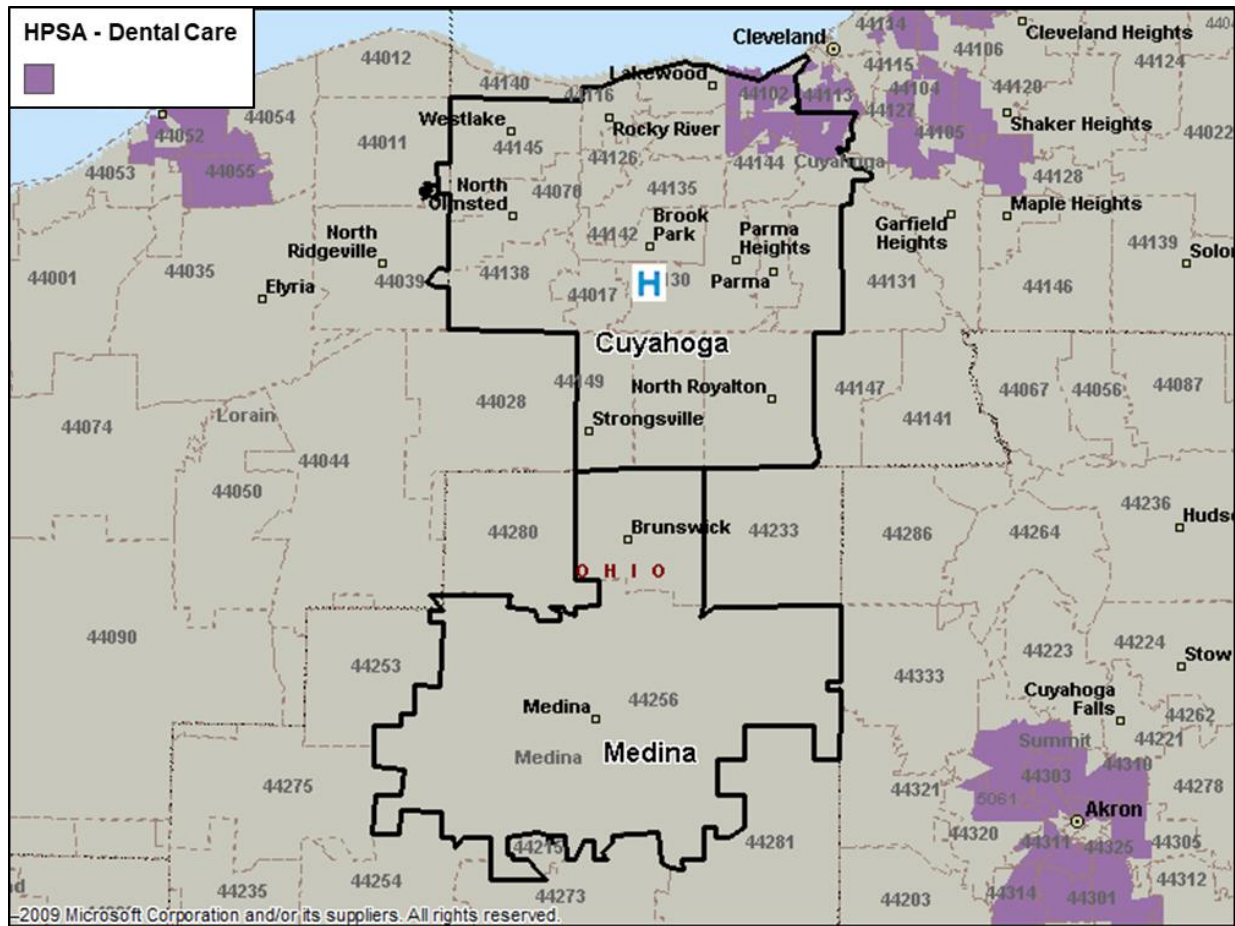 HPSA - Dental Care
44012
Cleveland
44114
44106
Cleveland Heights
44124
44140
44116
Lakewood
44115
44102
44113
44104
44120
44127
44052
44054
Westlake
Rocky River
Shaker Heights
44022
44011
44145
44126
44105
44053
44055
44144
Cuyahoga
44128
North
Olmsted
44070
44135
Brook
Park
44142
Parma
Heights
Garfield
Heights
Maple Heights
44139
North
Ridgeville
44001
44035
44039
44138
Elyria
44017
H
Parma
44131
44146
Cuyahoga
44149
North Royalton
44147
44067
44056
44087
44028
Strongsville
44141
Lorain
44074
44044
44050
44280
Brunswick
44233
44286
44264
44236
OHIO
44090
44253
44223
44224
Stow
44256
44333
Cuyahoga
Falls
Medina
44262
44221
Medina
Medina
Summit
44310
44303
44275
44321
5061
44278
Akron
44320
44311
44325
44305
44215
44281
44235
44254
44273
44203
44314
44301
44312
2009 Microsoft Corporation and/or its suppliers. All rights reserved.